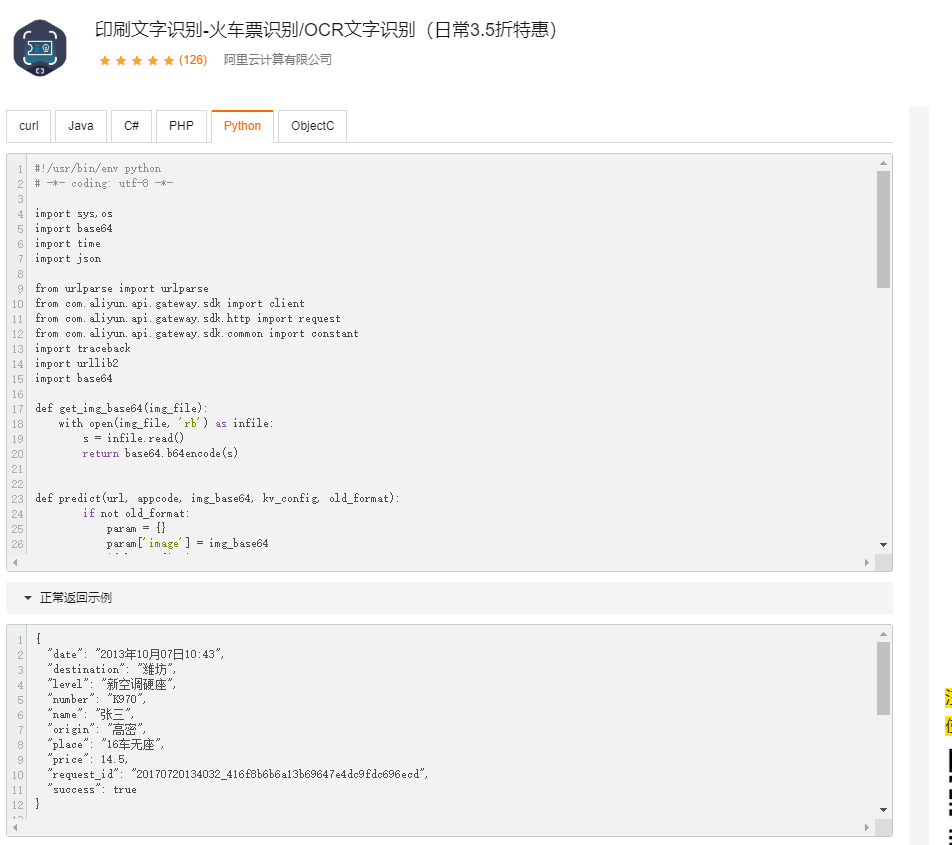 印刷文字识别-火车票识别/OCR文字识别（日常3.5折特惠）
(126) 阿里云计算有限公司
curl Java C# PHP Python ObjectC
1 #!/usr/bin/env python
2 # -*- coding: utf-8 -*-
3
4 import sys,os
5 import base64
6 import time
7 import json
8
9 from urlparse import urlparse
10 from com.aliyun.api.gateway.sdk import client
11 from com.aliyun.api.gateway.sdk.http import request
12 from com.aliyun.api.gateway.sdk.common import constant
13 import traceback
14 import urllib2
15 import base64
16
17 def get_img_base64(img_file):
18 with open(img_file, 'rb') as infile:
19 s = infile.read()
20 return base64.b64encode(s)
21
22
23 def predict(url, appcode, img_base64, kv_config, old_format):
24 if not old_format:
25 param = {}
26 param['image'] = img_base64
正常返回示例
1 {
2 "date": "2013年10月07日10:43",
3 "destination": "潍坊",
4 "level": "新空调硬座",
5 "number": "K970",
6 "name": "张三",
7 "origin": "高密",
8 "place": "16车无座",
9 "price": 14.5,
10 "request_id": "20170720134032_416f8b6b6a13b69647e4dc9fdc696ecd",
11 "success": true
12 }